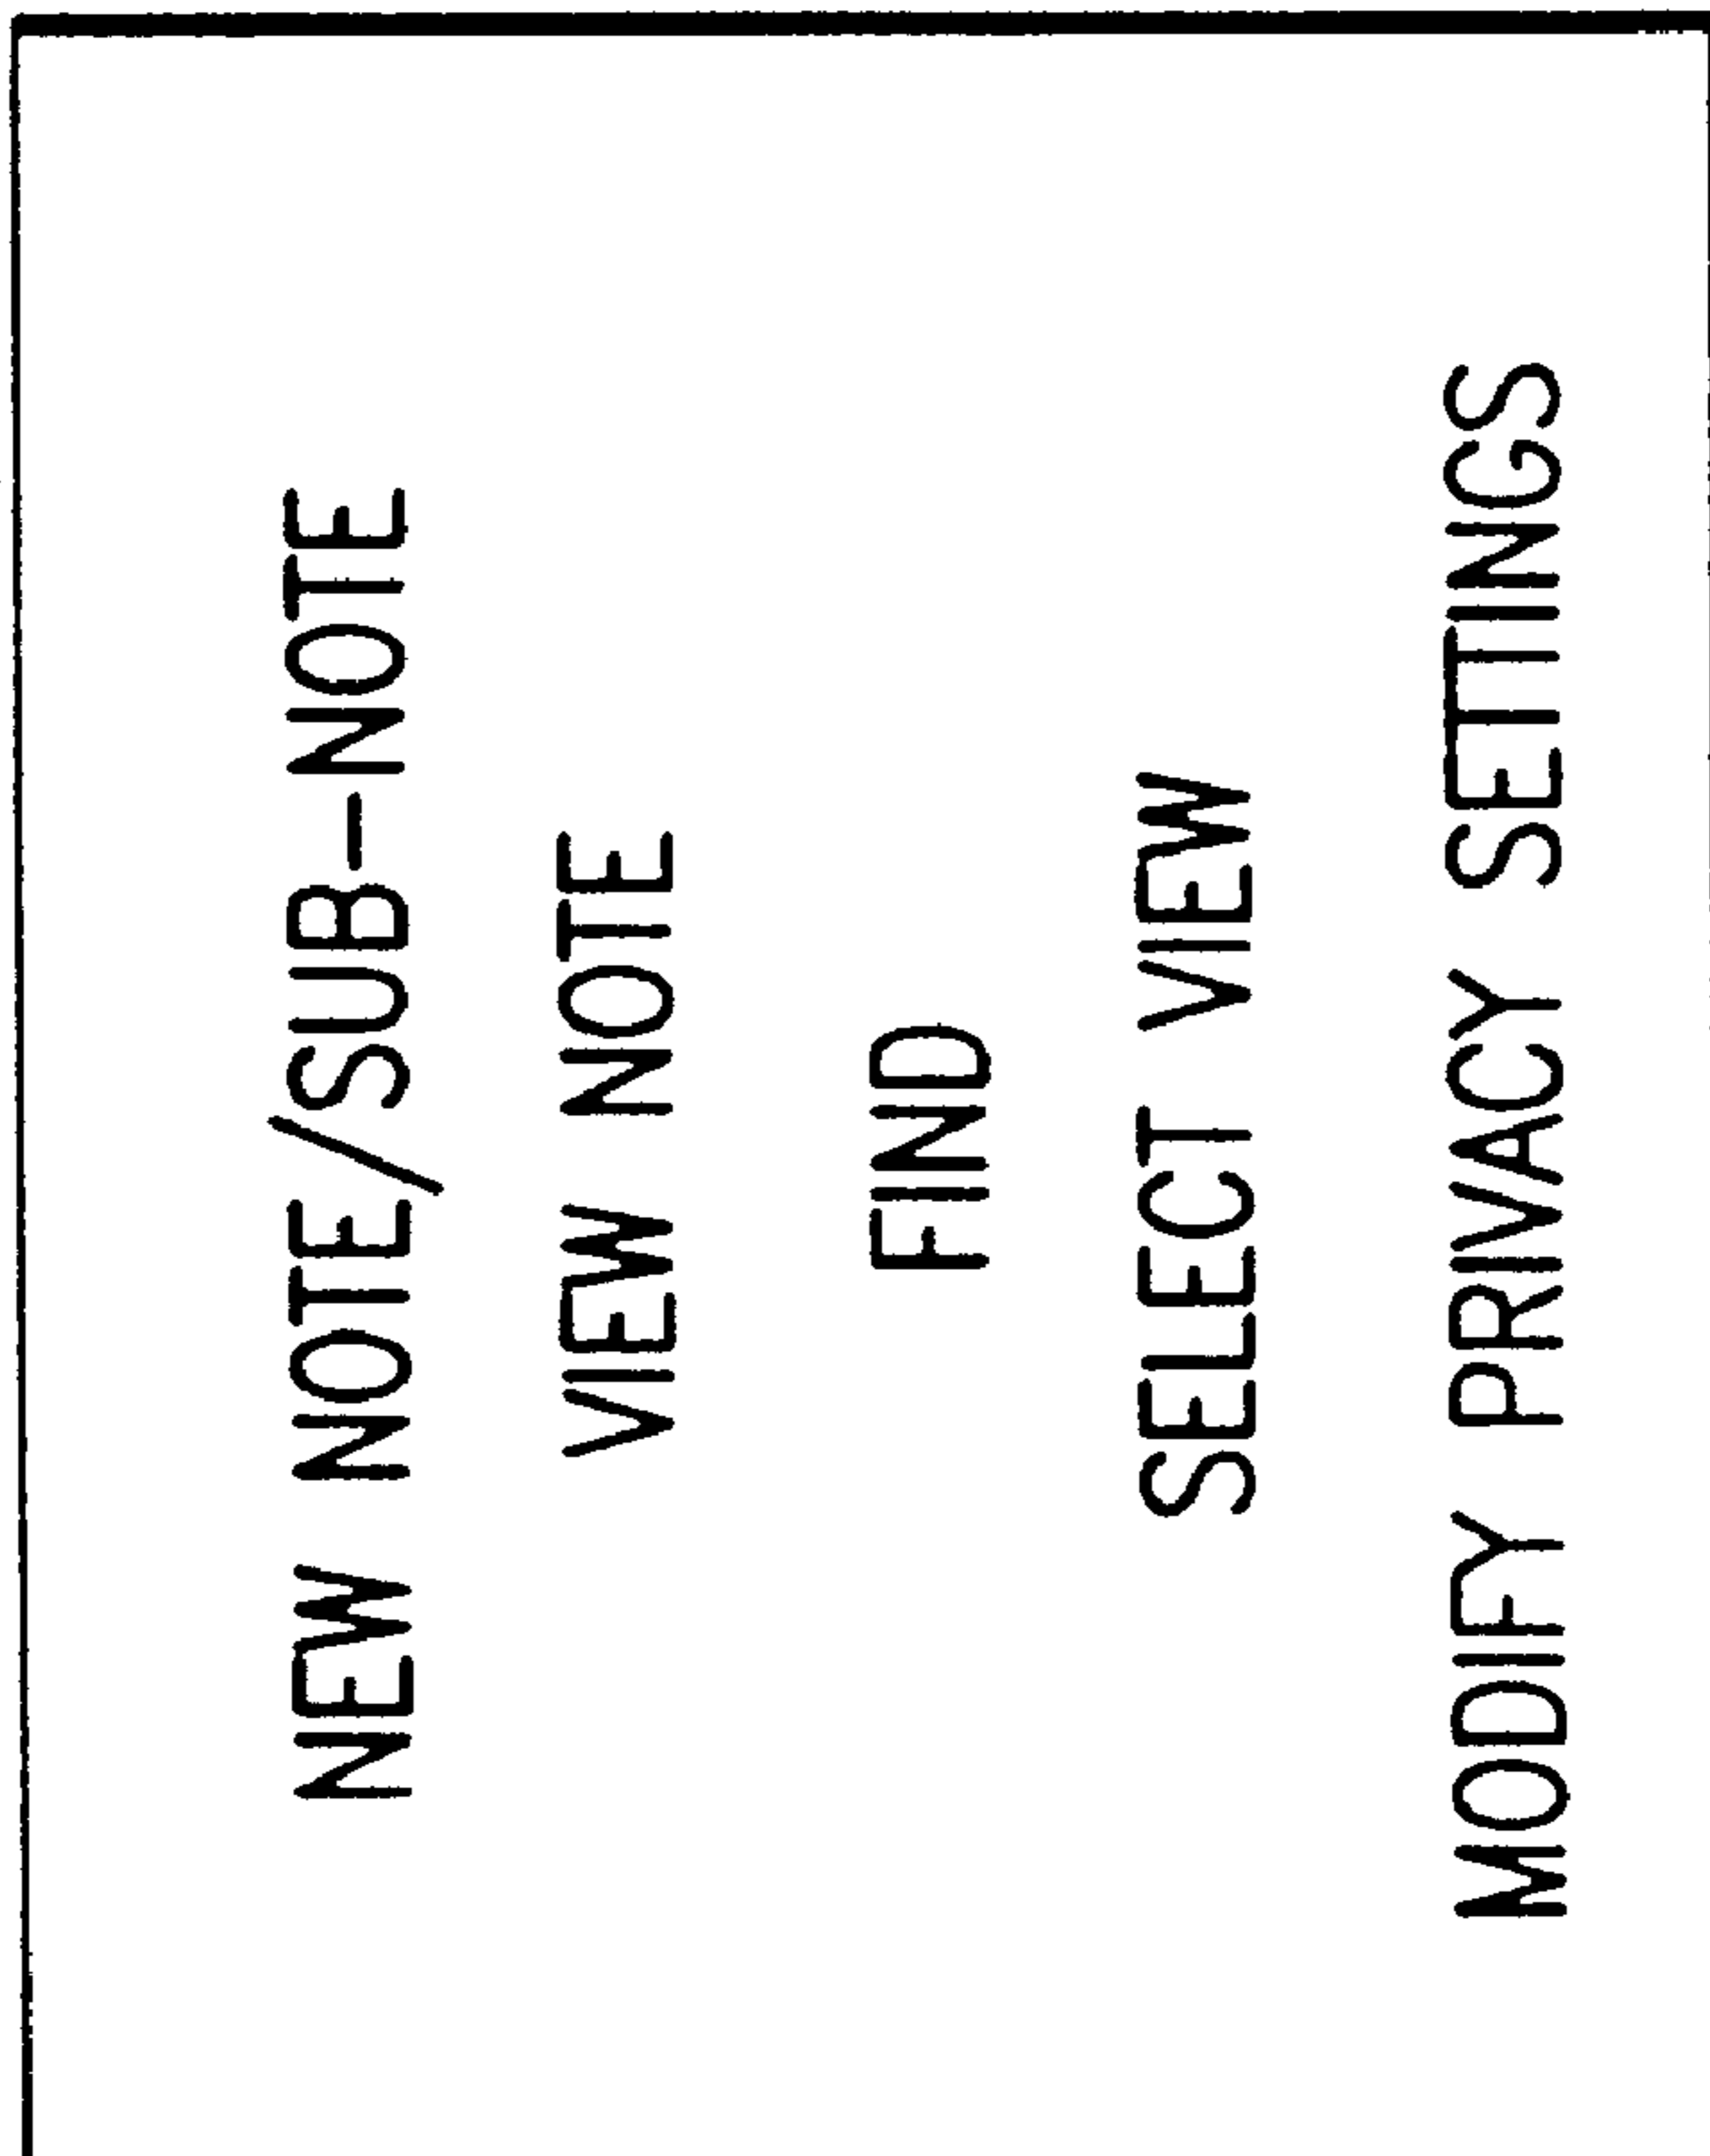 NEW NOTE/SUB-NOTE
VIEW NOTE
FIND
SELECT VIEW
MODIFY PRIVACY SETTINGS